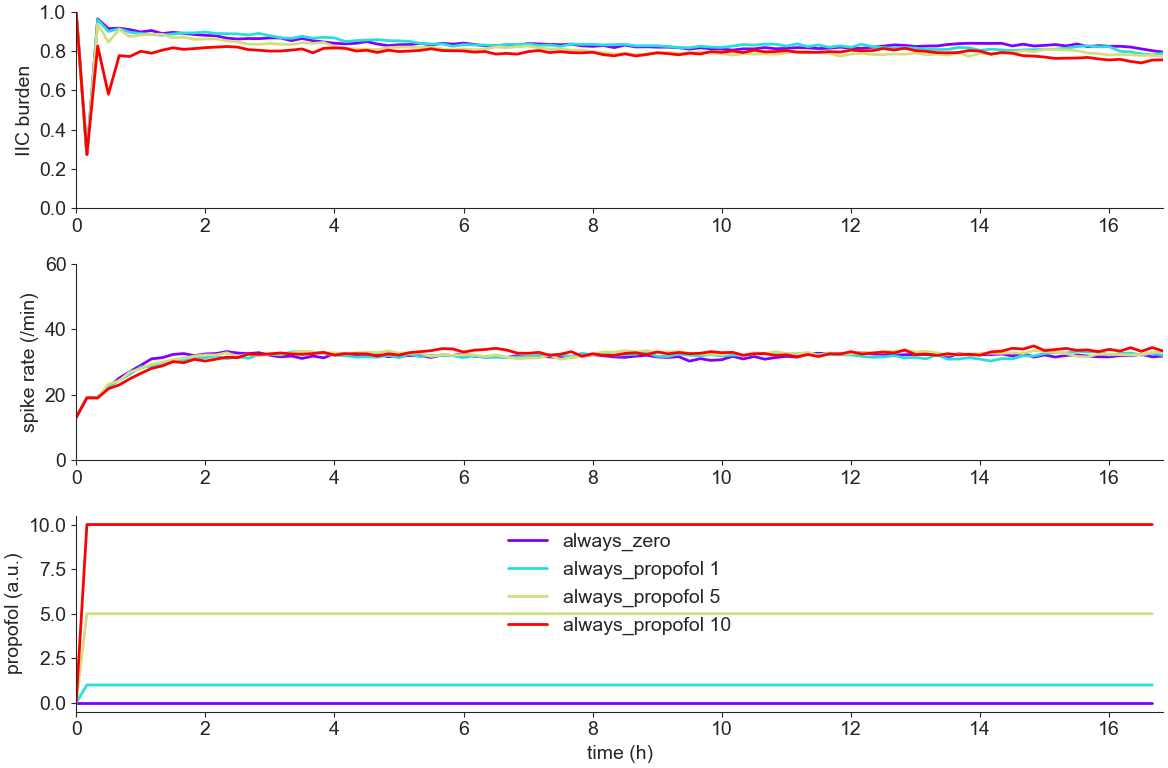 IIC burden
1.0
0.8
0.6
0.4
0.2
0.0
0 2 4 6 8 10 12 14 16
spike rate (/min)
60
40
20
0
0 2 4 6 8 10 12 14 16
propofol (a.u.)
10.0
7.5
5.0
2.5
0.0
always_zero
always_propofol 1
always_propofol 5
always_propofol 10
0 2 4 6 8 10 12 14 16
time (h)